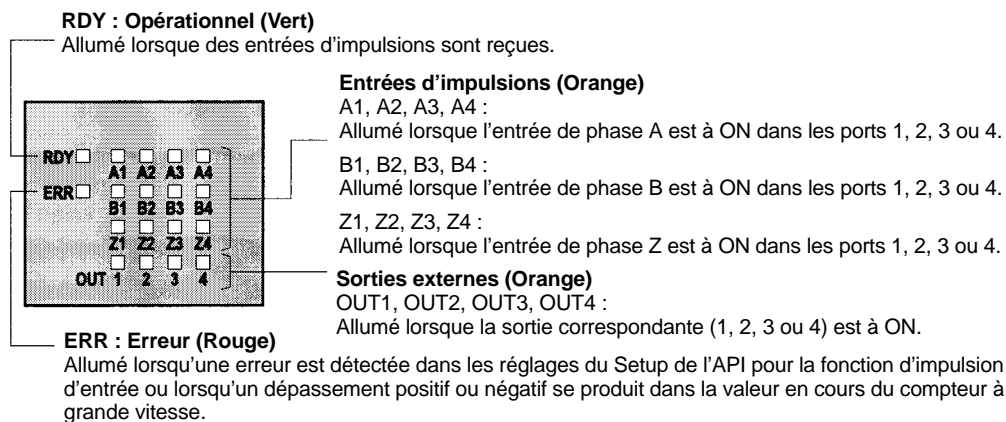 RDY : Opérationnel (Vert)
Allumé lorsque des entrées d'impulsions sont reçues.
Entrées d'impulsions (Orange)
A1, A2, A3, A4 :
Allumé lorsque l'entrée de phase A est à ON dans les ports 1, 2, 3 ou 4.
B1, B2, B3, B4 :
Allumé lorsque l'entrée de phase B est à ON dans les ports 1, 2, 3 ou 4.
Z1, Z2, Z3, Z4 :
Allumé lorsque l'entrée de phase Z est à ON dans les ports 1, 2, 3 ou 4.
Sorties externes (Orange)
OUT1, OUT2, OUT3, OUT4 :
Allumé lorsque la sortie correspondante (1, 2, 3 ou 4) est à ON.
RDY
A1 A2 A3 A4
ERR
B1 B2 B3 B4
Z1 Z2 Z3 Z4
OUT 1 2 3 4
ERR : Erreur (Rouge)
Allumé lorsqu'une erreur est détectée dans les réglages du Setup de l'API pour la fonction d'impulsion
d'entrée ou lorsqu'un dépassement positif ou négatif se produit dans la valeur en cours du compteur à
grande vitesse.